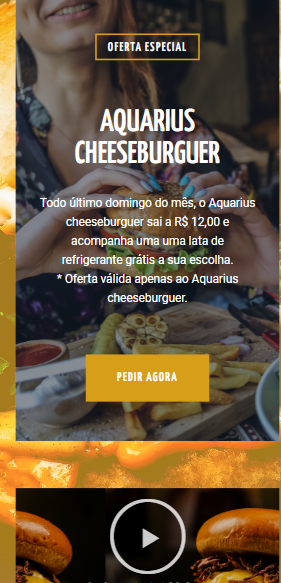 OFERTA ESPECIAL
AQUARIUS
CHEESEBURGUER
Todo último domingo do mês, o Aquarius
cheeseburguer sai a R$ 12,00 e
acompanha uma uma lata de
refrigerante grátis a sua escolha.
* Oferta válida apenas ao Aquarius
cheeseburguer.
PEDIR AGORA